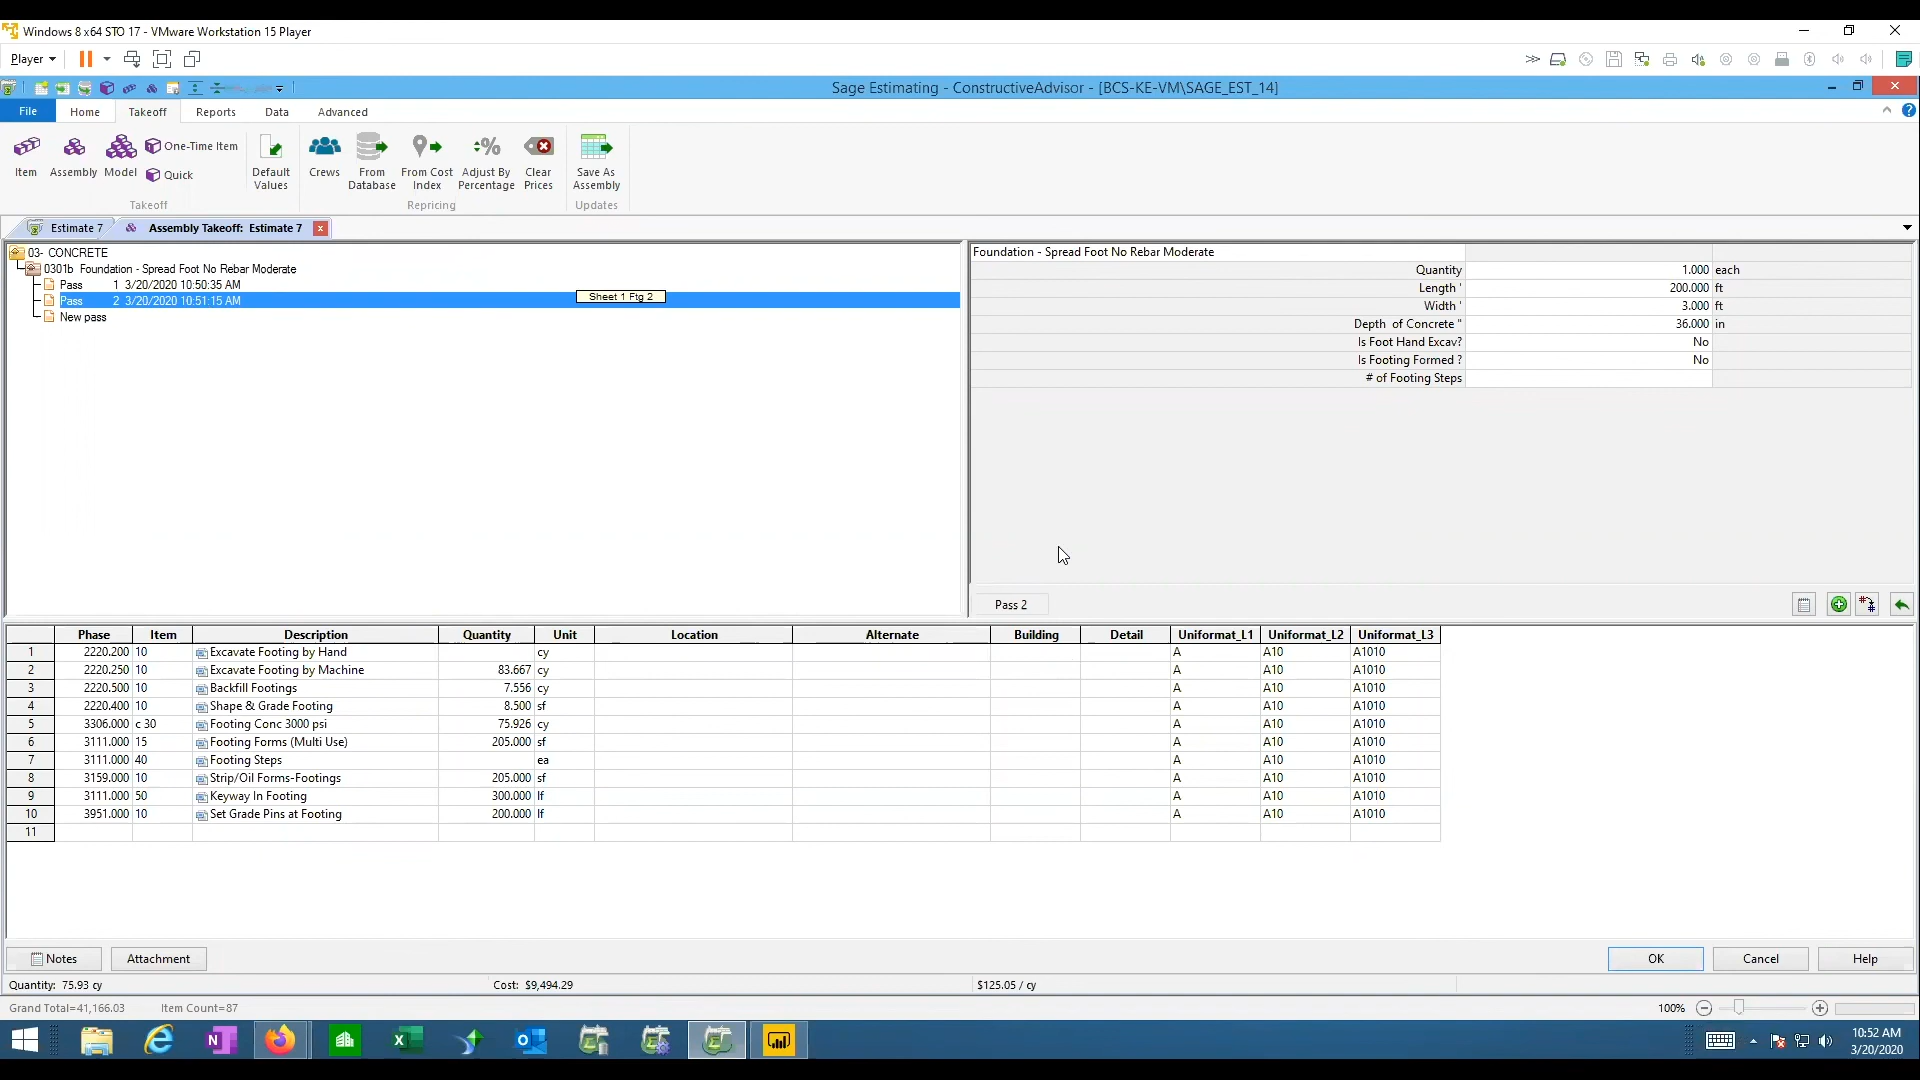 Windows 8 x64 STO 17 - VMware Workstation 15 Player
Player
Sage Estimating - ConstructiveAdvisor - [BCS-KE-VM\SAGE_EST_14]
File Home Takeoff Reports Data Advanced
Item Assembly Model One-Time Item Quick Default Values Crews From Database From Cost Index Adjust By Percentage Clear Prices Save As Assembly
Takeoff Repricing Updates
Estimate 7 Assembly Takeoff: Estimate 7
03- CONCRETE
0301b Foundation - Spread Foot No Rebar Moderate
Pass 1 3/20/2020 10:50:35 AM
Pass 2 3/20/2020 10:51:15 AM Sheet 1 Ftg 2
New pass
Foundation - Spread Foot No Rebar Moderate
Quantity 1.000 each
Length ' 200.000 ft
Width ' 3.000 ft
Depth of Concrete " 36.000 in
Is Foot Hand Excav? No
Is Footing Formed ? No
# of Footing Steps
Pass 2
Phase Item Description Quantity Unit Location Alternate Building Detail Uniformat_L1 Uniformat_L2 Uniformat_L3
1 2220.200 10 Excavate Footing by Hand cy A A10 A1010
2 2220.250 10 Excavate Footing by Machine 83.667 cy A A10 A1010
3 2220.500 10 Backfill Footings 7.556 cy A A10 A1010
4 2220.400 10 Shape & Grade Footing 8.500 sf A A10 A1010
5 3306.000 c 30 Footing Conc 3000 psi 75.926 cy A A10 A1010
6 3111.000 15 Footing Forms (Multi Use) 205.000 sf A A10 A1010
7 3111.000 40 Footing Steps ea A A10 A1010
8 3159.000 10 Strip/Oil Forms-Footings 205.000 sf A A10 A1010
9 3111.000 50 Keyway In Footing 300.000 lf A A10 A1010
10 3951.000 10 Set Grade Pins at Footing 200.000 lf A A10 A1010
11
Notes Attachment OK Cancel Help
Quantity: 75.93 cy Cost: $9,494.29 $125.05 / cy
Grand Total=41,166.03 Item Count=87 100%
10:52 AM
3/20/2020